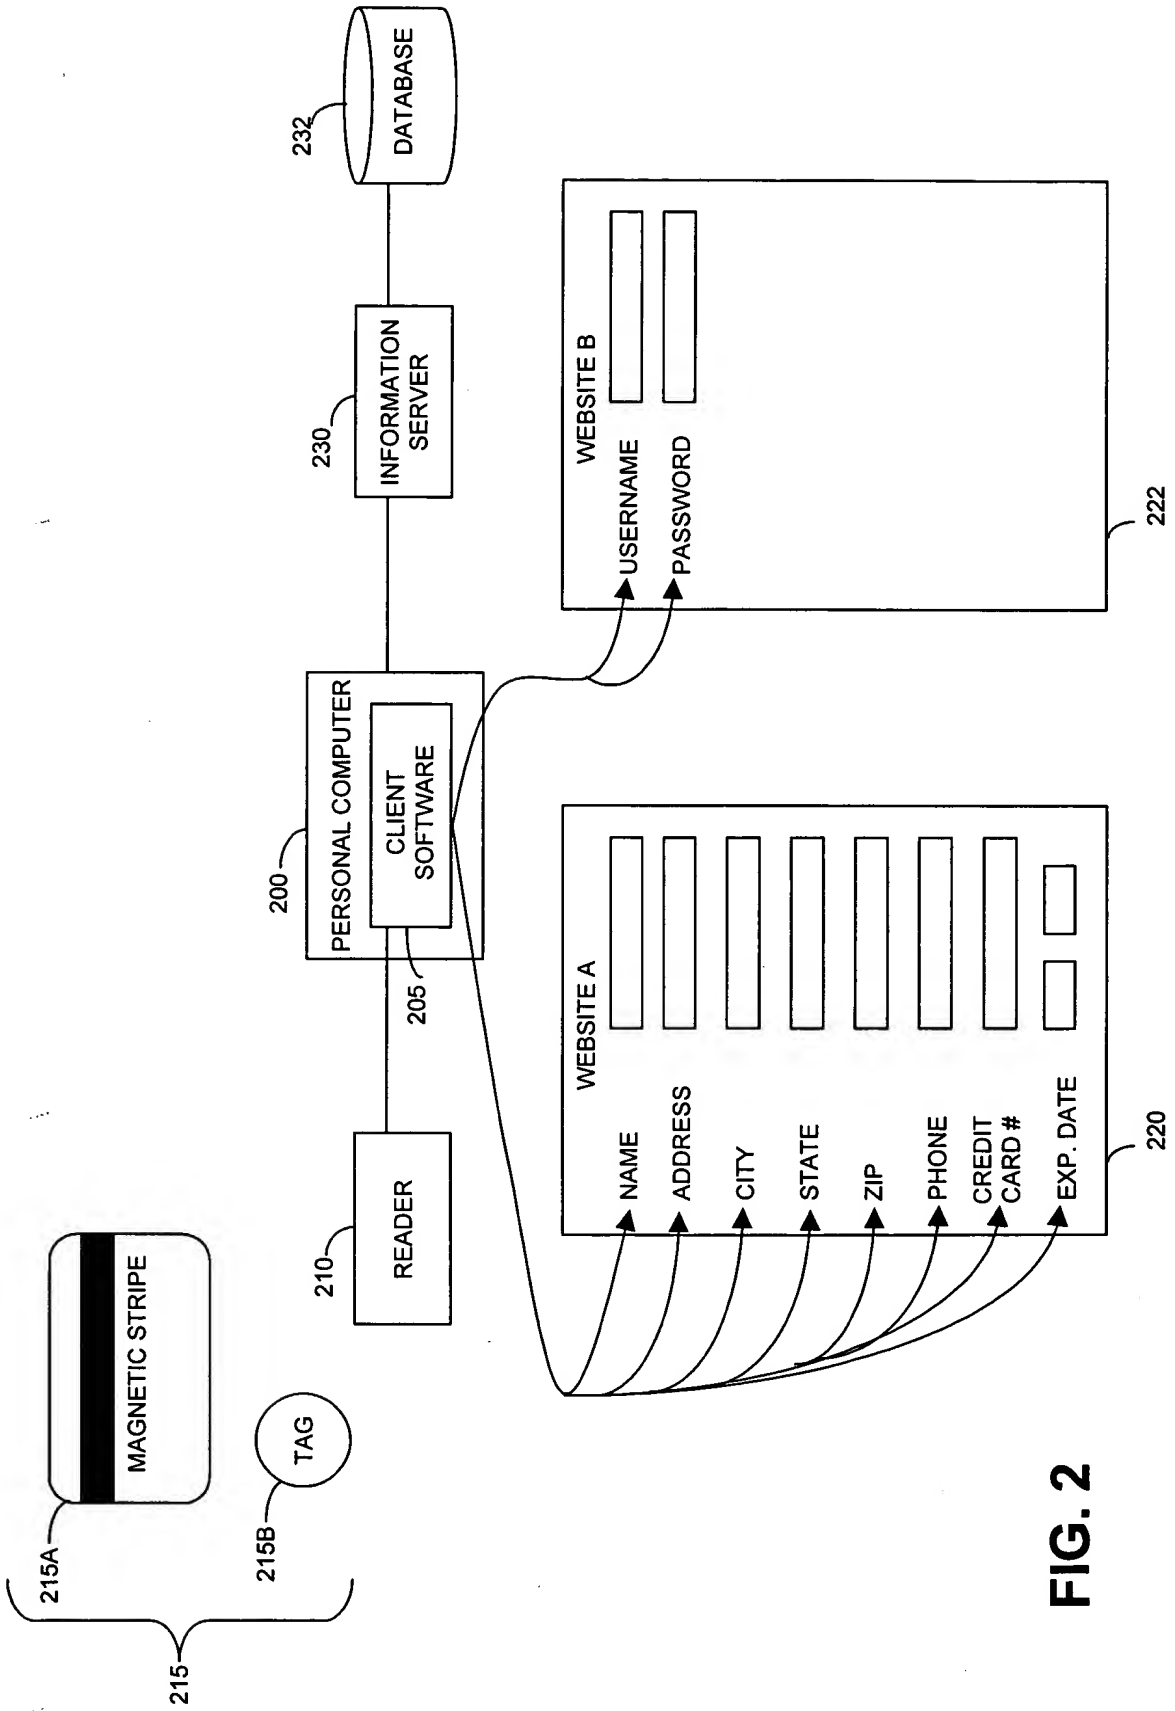 215
215A
MAGNETIC STRIPE
215B
TAG
210
READER
200
PERSONAL COMPUTER
CLIENT
SOFTWARE
205
230
INFORMATION
SERVER
232
DATABASE
WEBSITE A
NAME
ADDRESS
CITY
STATE
ZIP
PHONE
CREDIT
CARD #
EXP. DATE
220
WEBSITE B
USERNAME
PASSWORD
222
FIG. 2